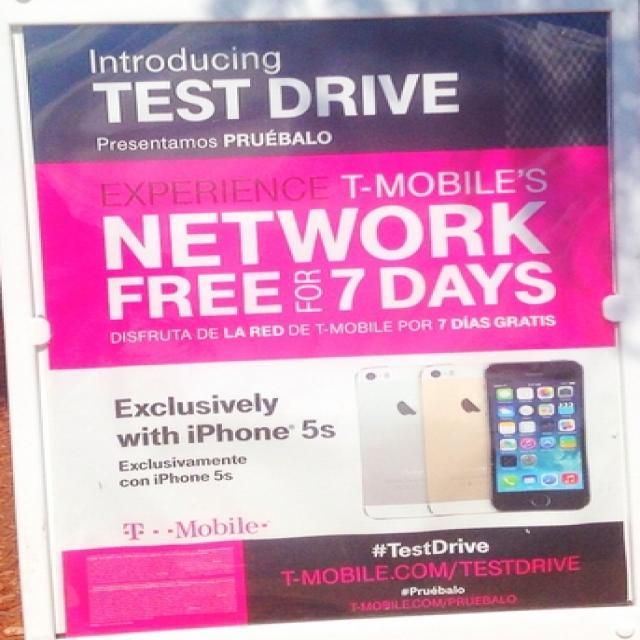 Introducing
TEST DRIVE
Presentamos PRUÉBALO
EXPERIENCE T-MOBILE'S
NETWORK
FREE FOR 7 DAYS
DISFRUTA DE LA RED DE T-MOBILE POR 7 DÍAS GRATIS
Exclusively
with iPhone® 5s
Exclusivamente
con iPhone 5s
T··Mobile·
#TestDrive
T-MOBILE.COM/TESTDRIVE
#Pruébalo
T-MOBILE.COM/PRUEBALO